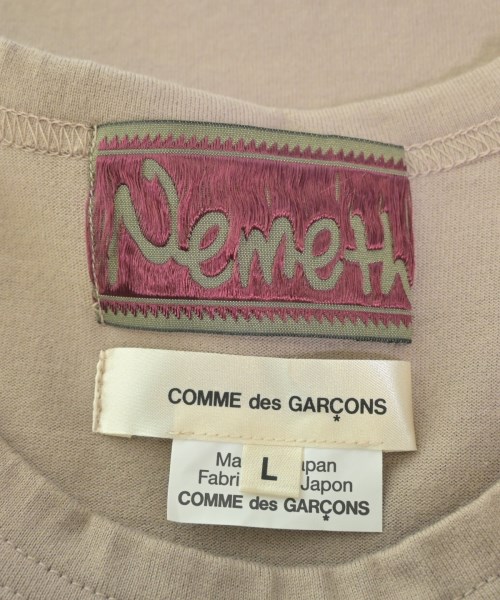 Nemeth
COMME des GARÇONS
*
L
Ma apan
Fabri Japon
COMME des GARÇONS
*